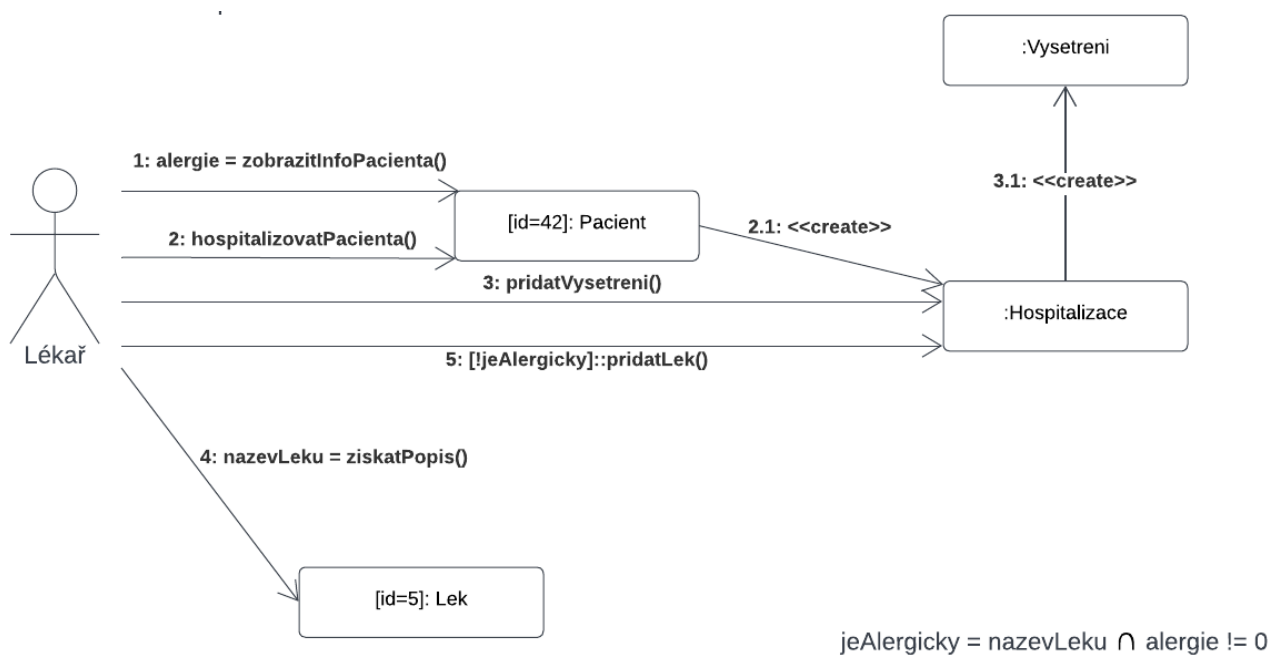 :Vysetreni
1: alergie = zobrazitInfoPacienta()
3.1: <<create>>
[id=42]: Pacient
2.1: <<create>>
2: hospitalizovatPacienta()
3: pridatVysetreni()
:Hospitalizace
Lékař
5: [!jeAlergicky]::pridatLek()
4: nazevLeku = ziskatPopis()
[id=5]: Lek
jeAlergicky = nazevLeku ∩ alergie != 0